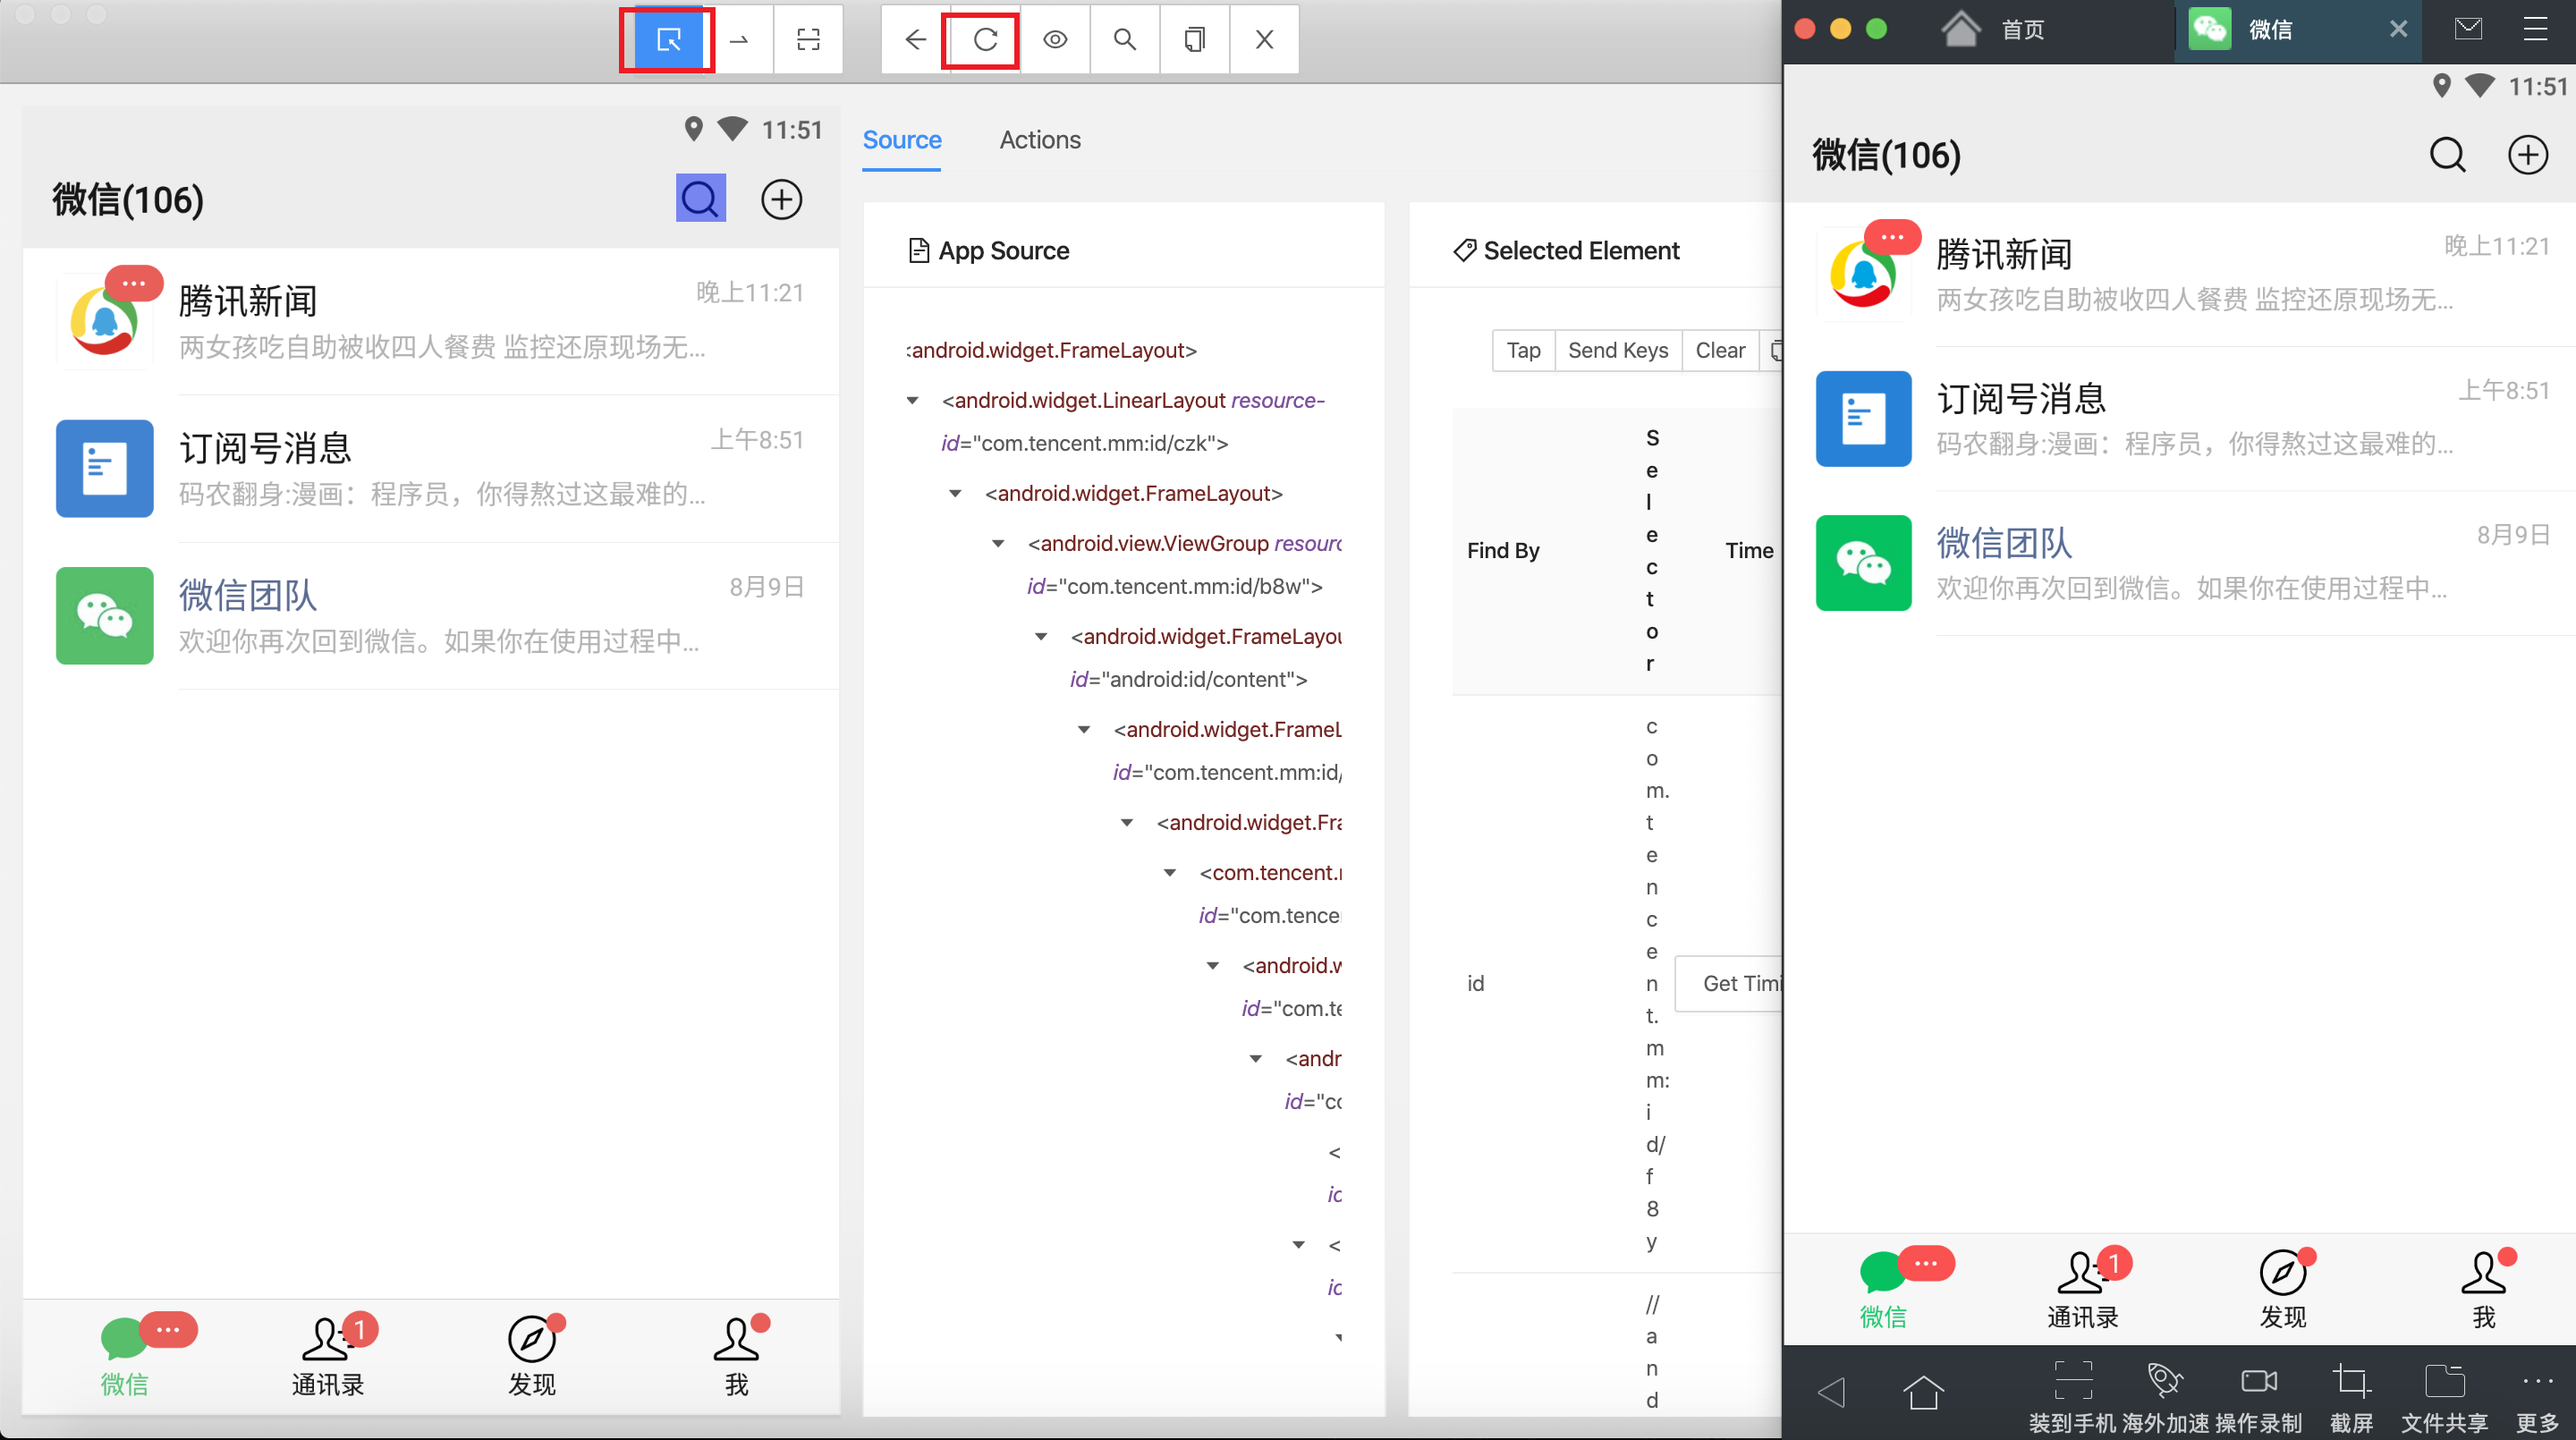 11:51
微信(106)
腾讯新闻
晚上11:21
两女孩吃自助被收四人餐费 监控还原现场无...
订阅号消息
上午8:51
码农翻身:漫画：程序员，你得熬过这最难的...
微信团队
8月9日
欢迎你再次回到微信。如果你在使用过程中...
微信
1
通讯录
发现
我
Source
Actions
App Source
<android.widget.FrameLayout>
<android.widget.LinearLayout resource-
id="com.tencent.mm:id/czk">
<android.widget.FrameLayout>
<android.view.ViewGroup resourc
id="com.tencent.mm:id/b8w">
<android.widget.FrameLayou
id="android:id/content">
<android.widget.FrameL
id="com.tencent.mm:id/
<android.widget.Fra
<com.tencent.r
id="com.tence
<android.w
id="com.te
<andr
id="co
<
ic
<
ic
Selected Element
Tap
Send Keys
Clear
Find By
Selector
Time
id
com.tencent.mm:id/f8y
Get Timi
//and
首页
微信
11:51
微信(106)
腾讯新闻
晚上11:21
两女孩吃自助被收四人餐费 监控还原现场无...
订阅号消息
上午8:51
码农翻身:漫画：程序员，你得熬过这最难的...
微信团队
8月9日
欢迎你再次回到微信。如果你在使用过程中...
微信
1
通讯录
发现
我
装到手机 海外加速 操作录制 截屏 文件共享 更多